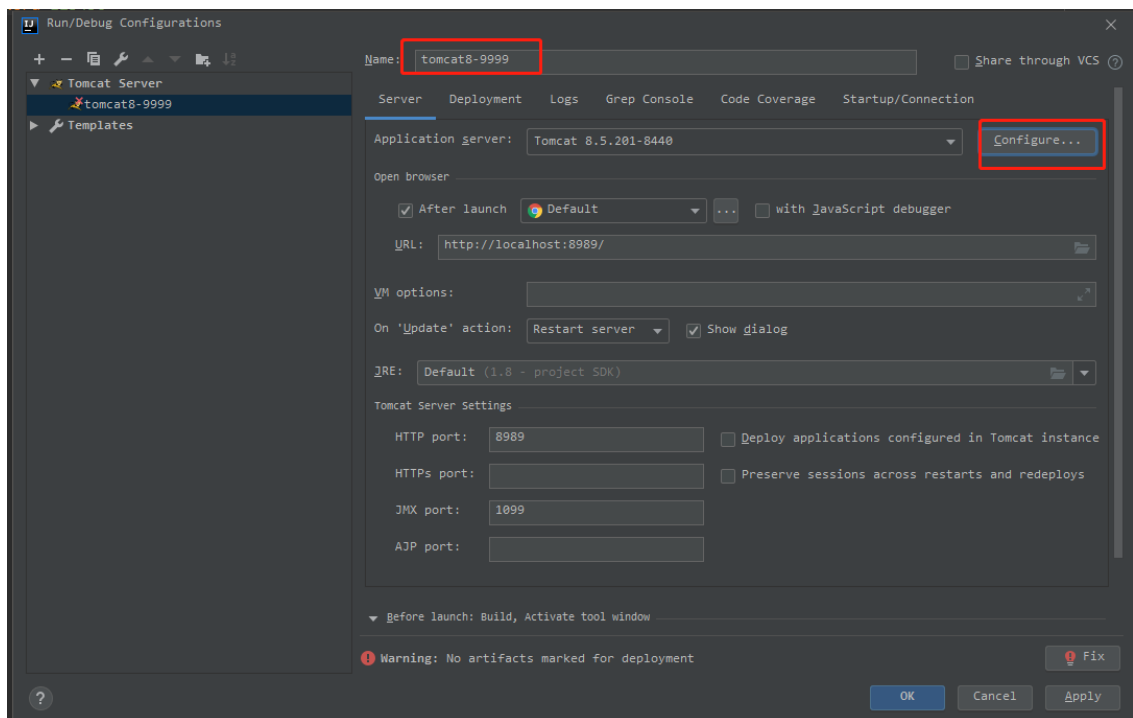 Run/Debug Configurations
Name: tomcat8-9999
Share through VCS
Tomcat Server
tomcat8-9999
Templates
Server Deployment Logs Grep Console Code Coverage Startup/Connection
Application server: Tomcat 8.5.201-8440 Configure...
Open browser
After launch Default ... with JavaScript debugger
URL: http://localhost:8989/
VM options:
On 'Update' action: Restart server Show dialog
JRE: Default (1.8 - project SDK)
Tomcat Server Settings
HTTP port: 8989 Deploy applications configured in Tomcat instance
HTTPs port: Preserve sessions across restarts and redeploys
JMX port: 1099
AJP port:
Before launch: Build, Activate tool window
Warning: No artifacts marked for deployment Fix
? OK Cancel Apply